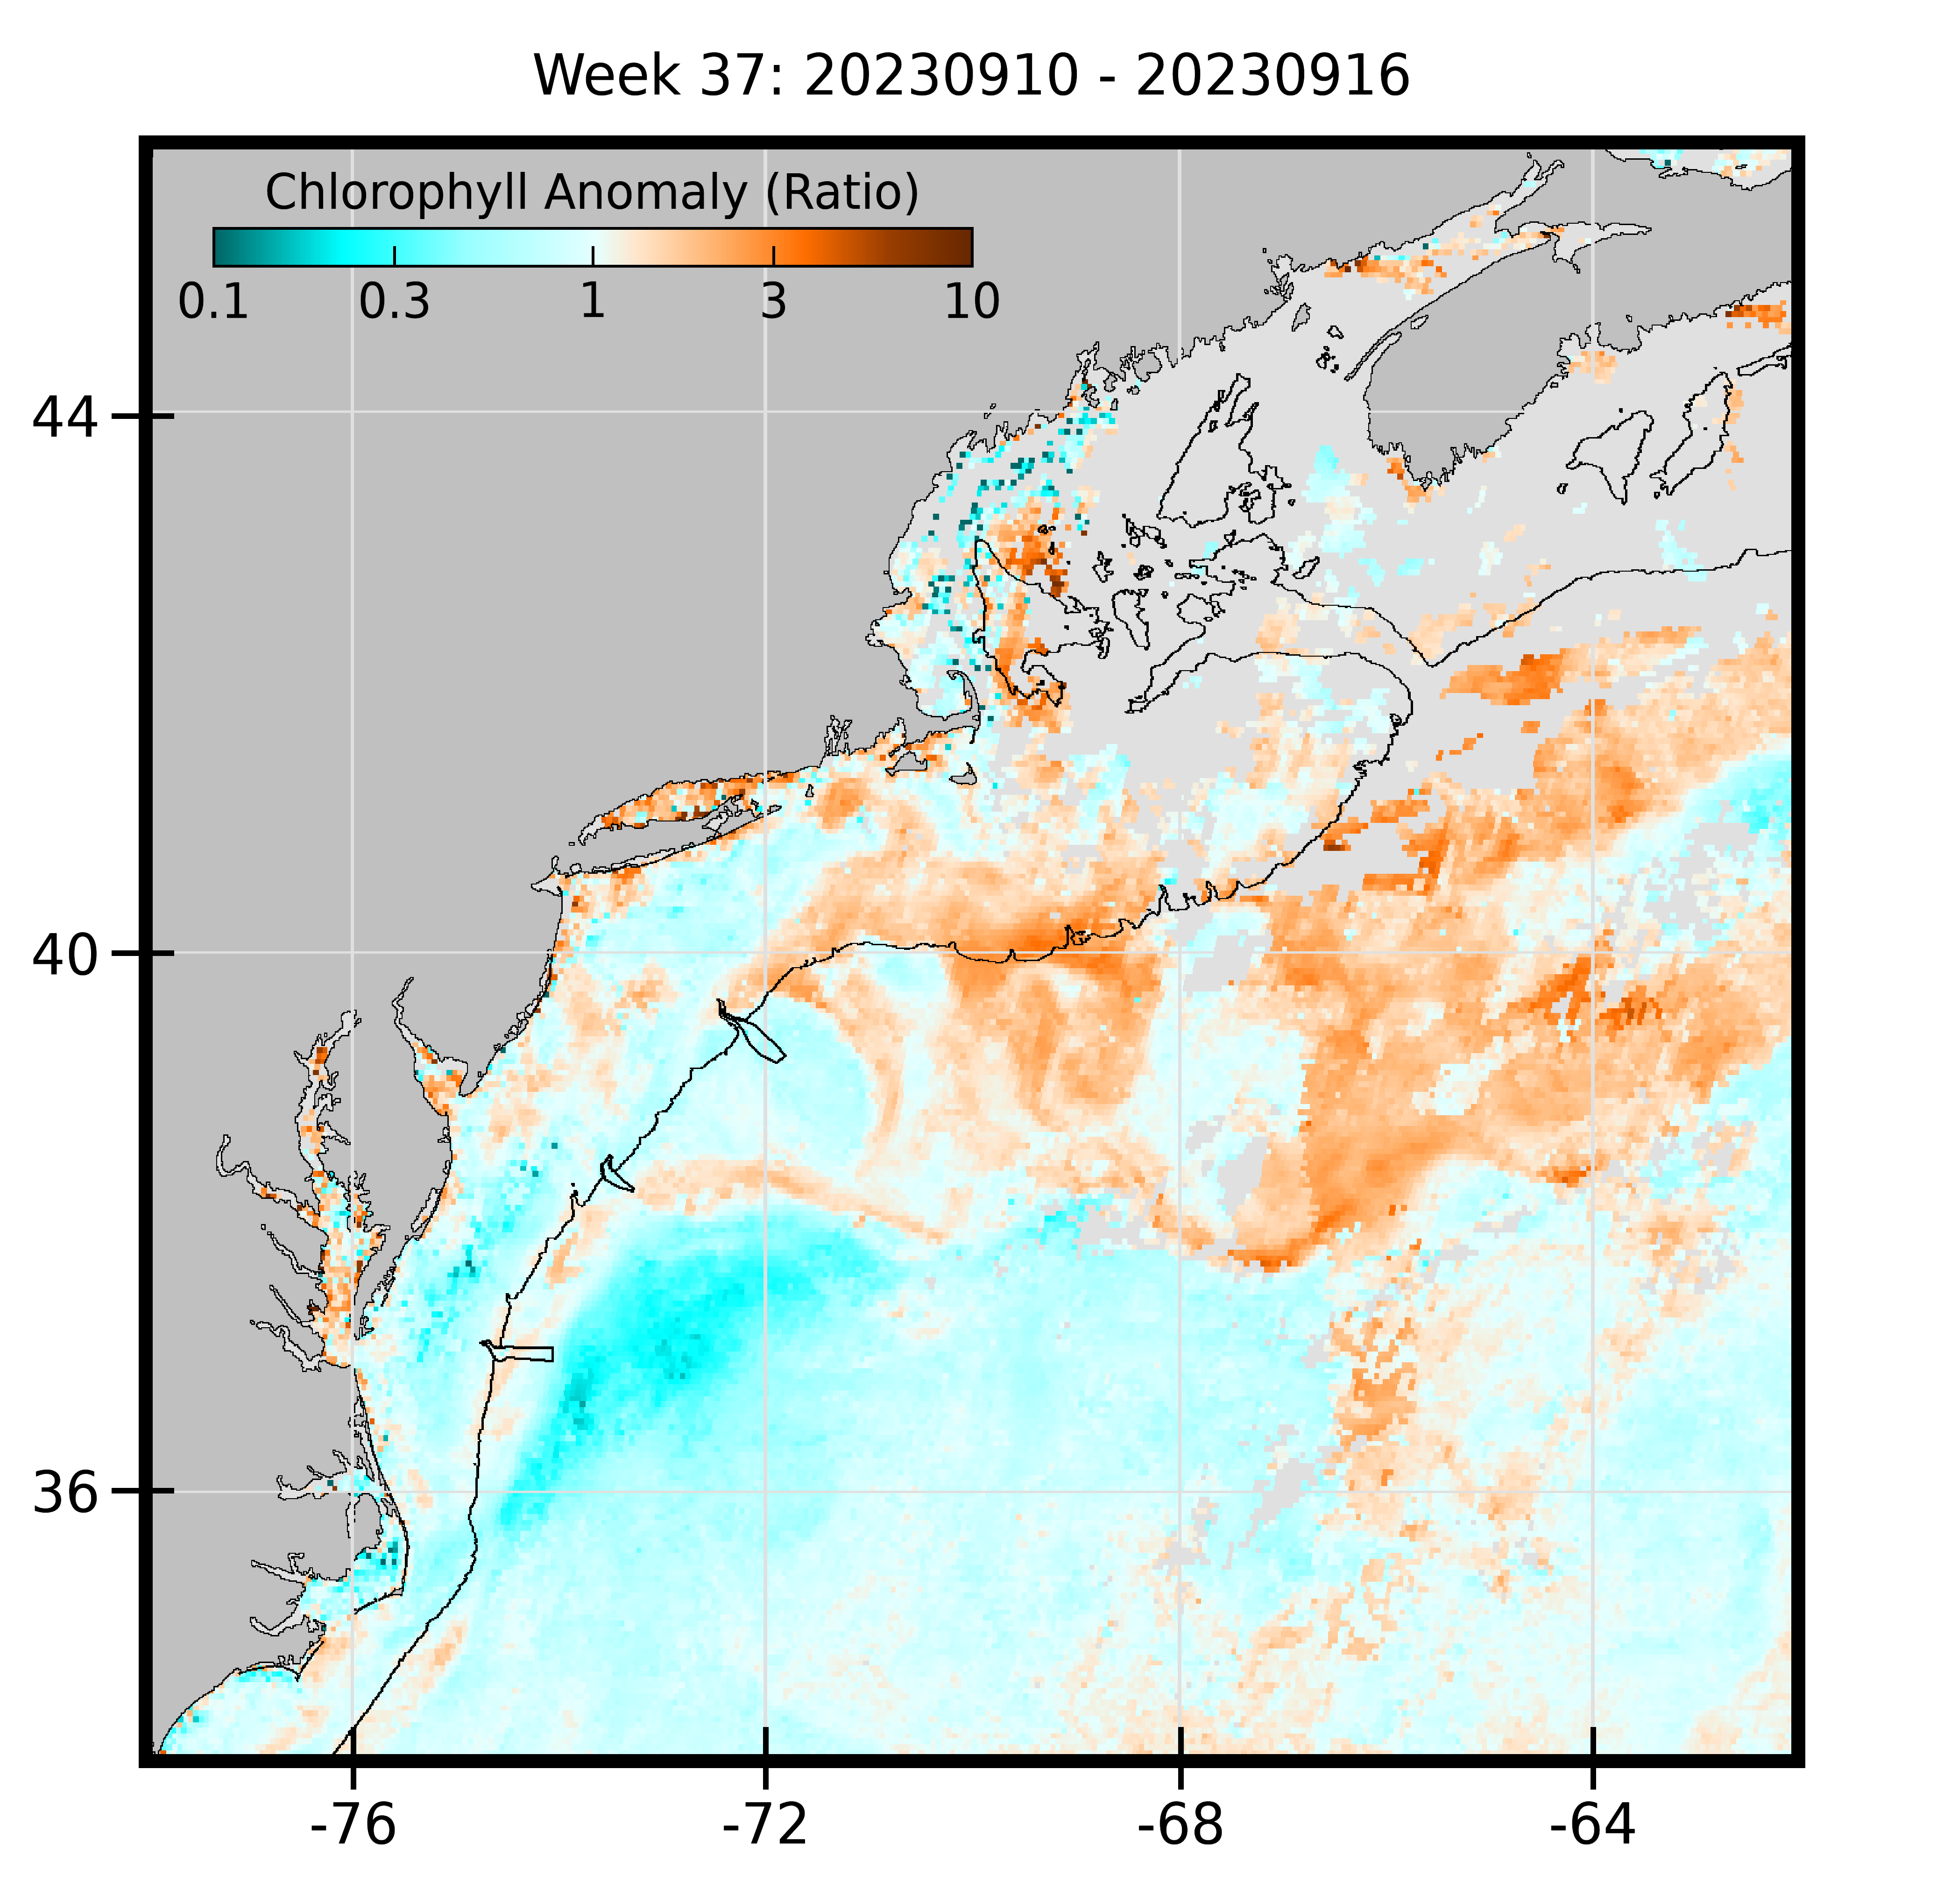 Week 37: 20230910 - 20230916
Chlorophyll Anomaly (Ratio)
0.1 0.3 1 3 10
44
40
36
-76 -72 -68 -64